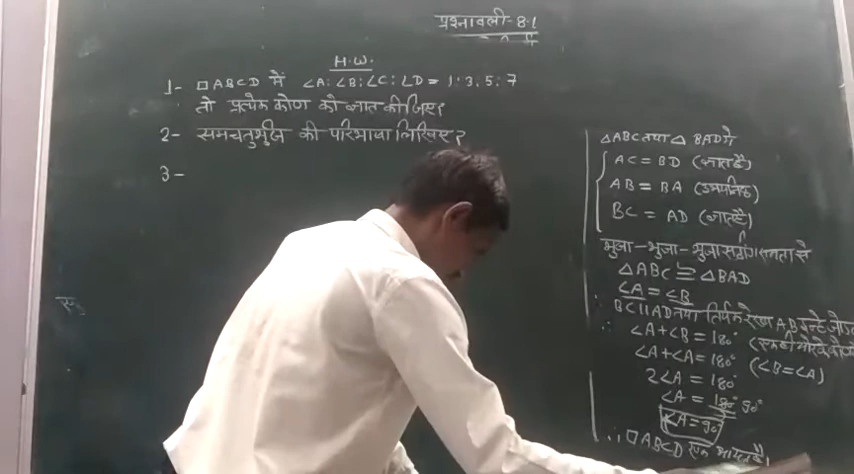 प्रश्नावली-8.1
H.W.
1- □ABCD में ∠A:∠B:∠C:∠D = 1:3:5:7
तो प्रत्येक कोण को ज्ञात कीजिए?
2- समचतुर्भुज की परिभाषा लिखिए?
3-
△ABC तथा △BAD में
AC = BD (ज्ञात है)
AB = BA (उभयनिष्ठ)
BC = AD (ज्ञात है)
भुजा-भुजा-भुजा सर्वांगसमता से
△ABC ≅ △BAD
∠A = ∠B
BC||AD तथा तिर्यक रेखा A,B इन्हें
∴ ∠A+∠B = 180°
∠A+∠A = 180° (∠B=∠A)
2∠A = 180°
∠A = 180° 90°
∠A = 90°
∴ □ABCD एक आयत है।